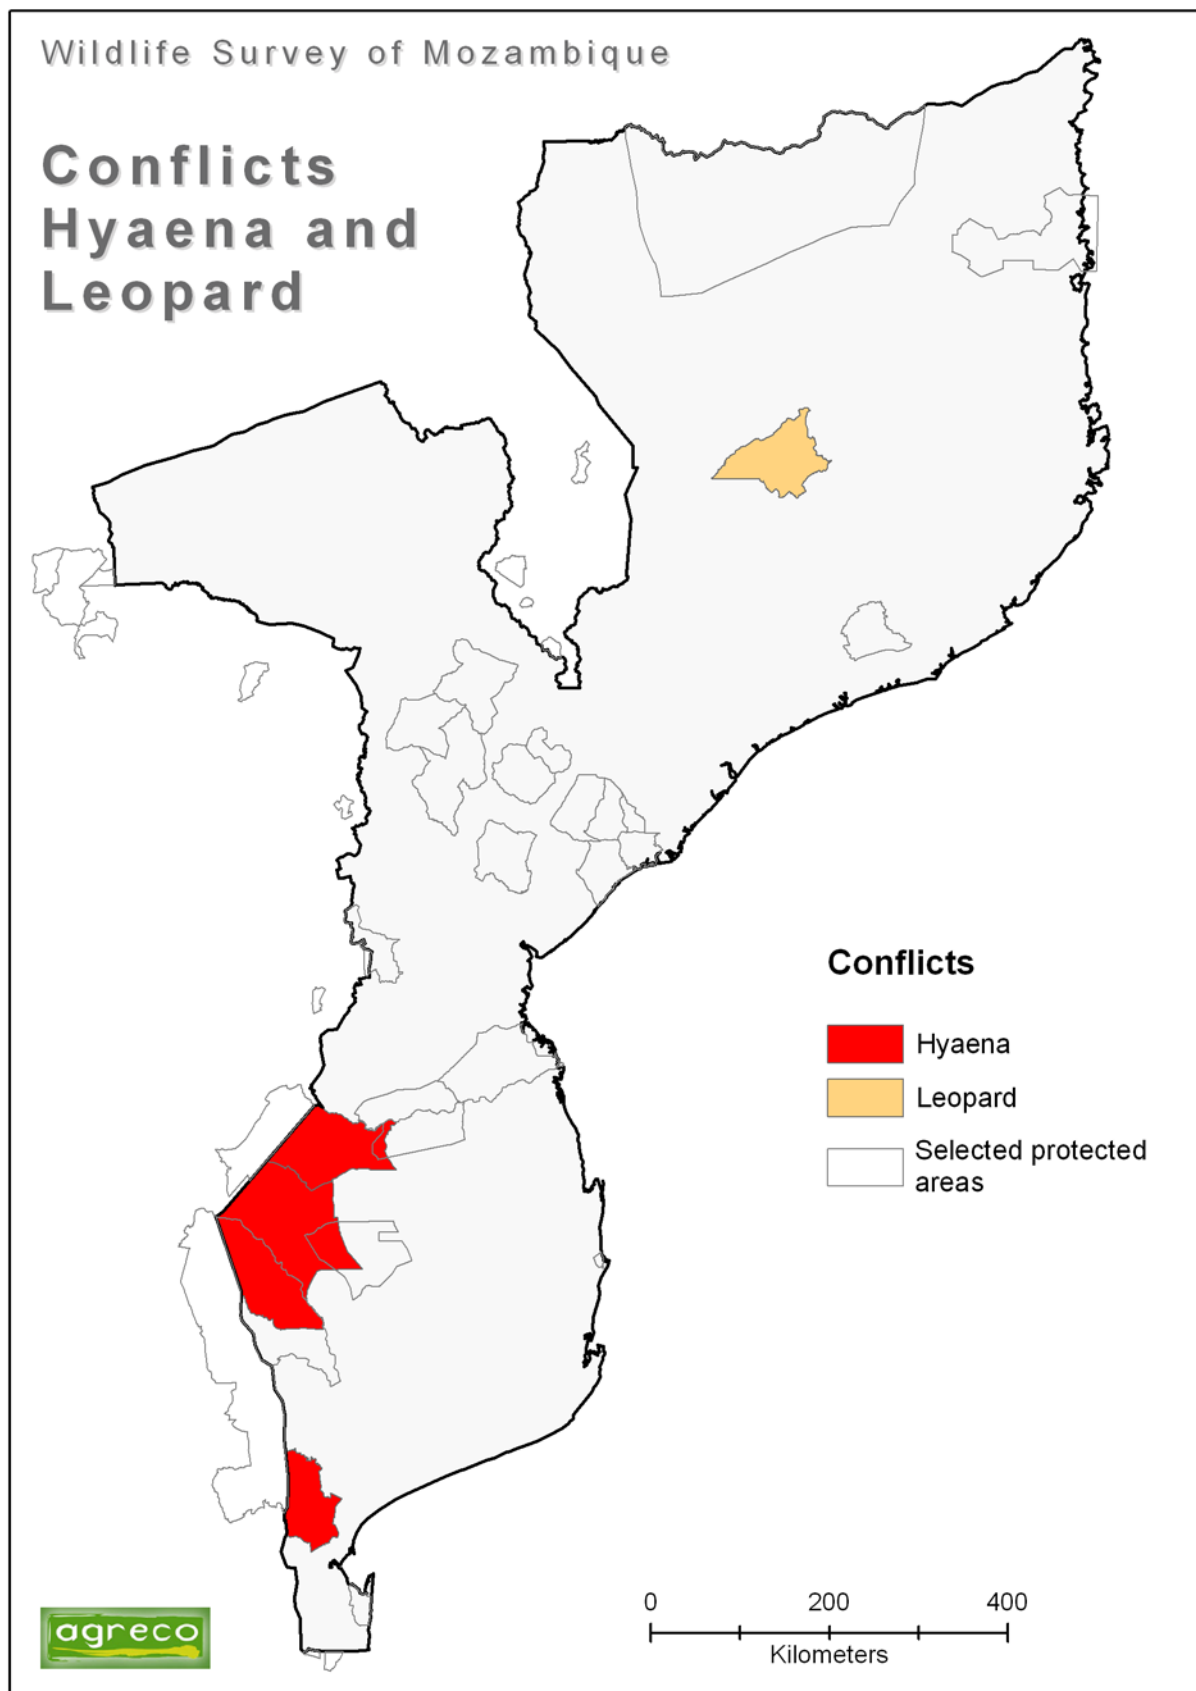 Wildlife Survey of Mozambique
Conflicts
Hyaena and
Leopard
Conflicts
Hyaena
Leopard
Selected protected
areas
0 200 400
Kilometers
agreco